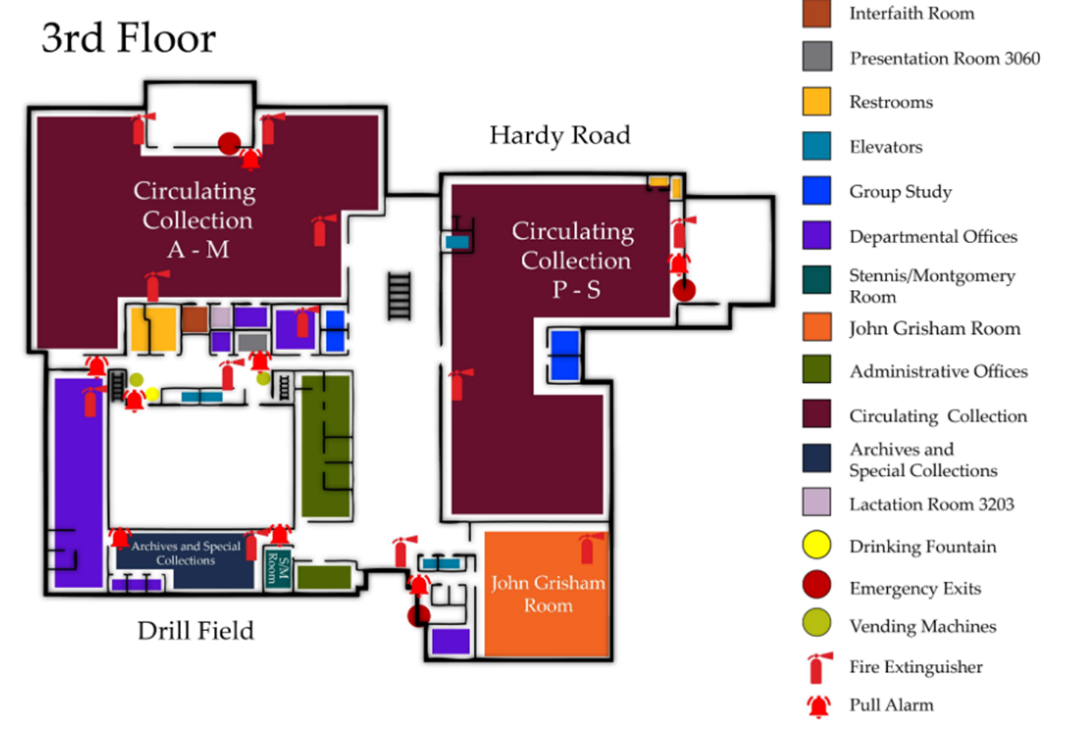 3rd Floor
Hardy Road
Circulating
Collection
A - M
Circulating
Collection
P - S
Archives and Special
Collections
S/M
Room
John Grisham
Room
Drill Field
Interfaith Room
Presentation Room 3060
Restrooms
Elevators
Group Study
Departmental Offices
Stennis/Montgomery
Room
John Grisham Room
Administrative Offices
Circulating Collection
Archives and
Special Collections
Lactation Room 3203
Drinking Fountain
Emergency Exits
Vending Machines
Fire Extinguisher
Pull Alarm